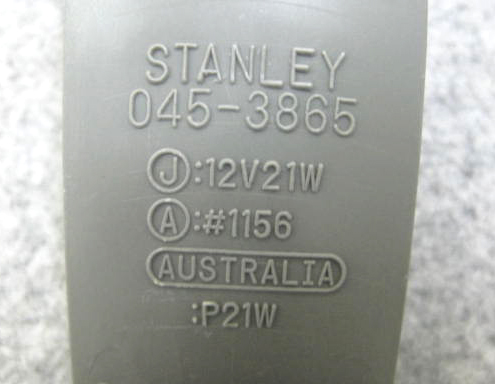 STANLEY
045-3865
Ⓙ:12V21W
Ⓐ:#1156
AUSTRALIA
:P21W